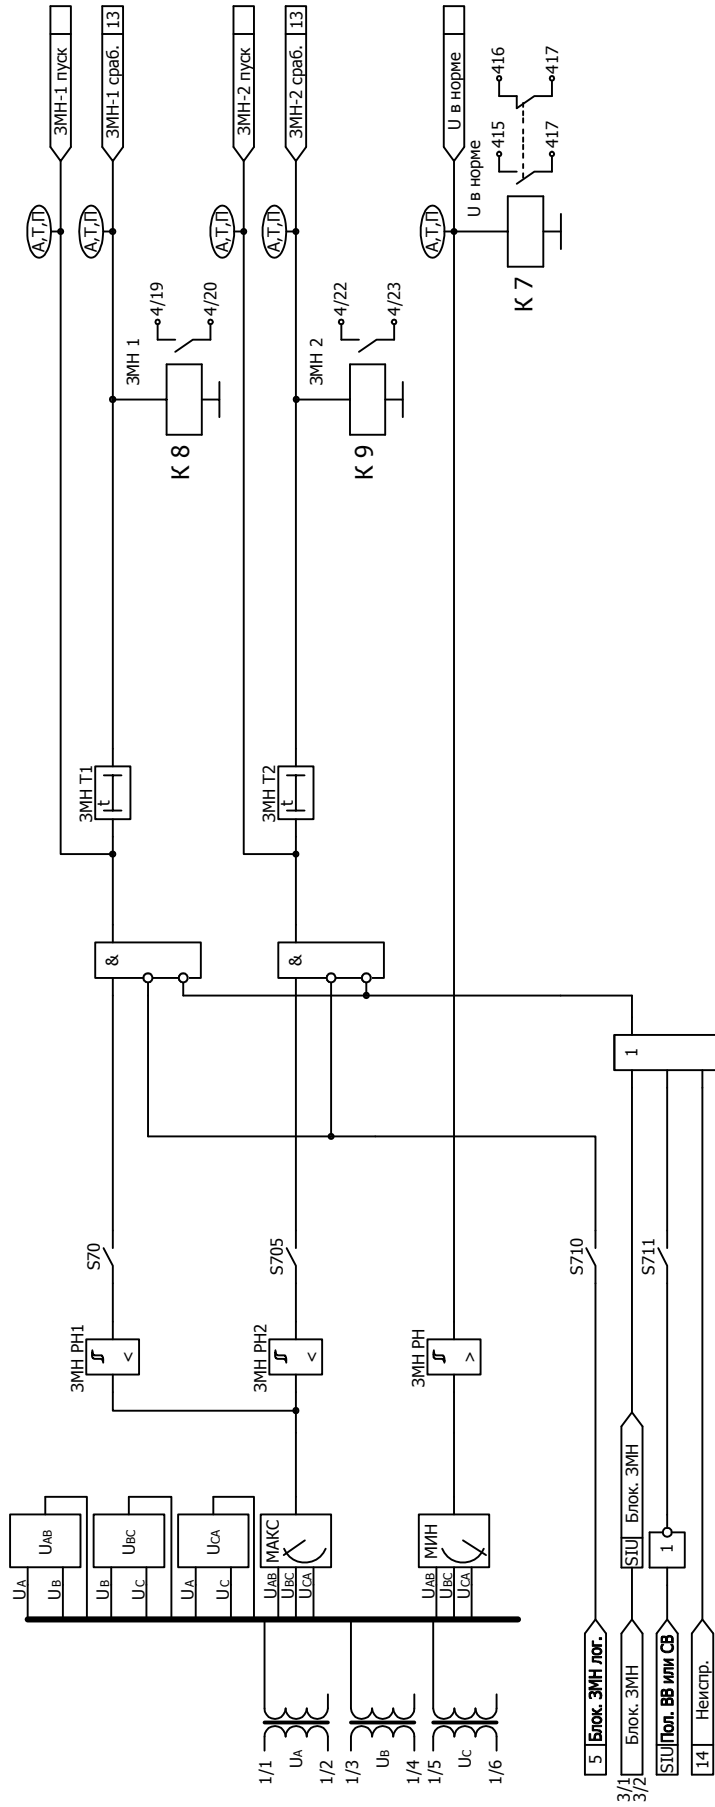 ЗМН-1 пуск
ЗМН-1 сраб. 13
ЗМН-2 пуск
ЗМН-2 сраб. 13
U в норме
А,Т,П
А,Т,П
А,Т,П
А,Т,П
А,Т,П
ЗМН 1
4/19
4/20
К 8
ЗМН 2
4/22
4/23
К 9
U в норме
415
417
416
417
К 7
ЗМН Т1
t
ЗМН Т2
t
&
&
1
S70
S705
S710
S711
ЗМН РН1
<
ЗМН РН2
<
ЗМН РН
>
UA
UB
UAB
UB
UC
UBC
UA
UC
UCA
UAB
UBC
UCA
МАКС
UAB
UBC
UCA
МИН
1/1
UA
1/2
1/3
UB
1/4
1/5
UC
1/6
5 Блок. ЗМН лог.
3/1
3/2
Блок. ЗМН
SIU Блок. ЗМН
SIU Пол. ВВ или СВ
1
14 Неиспр.